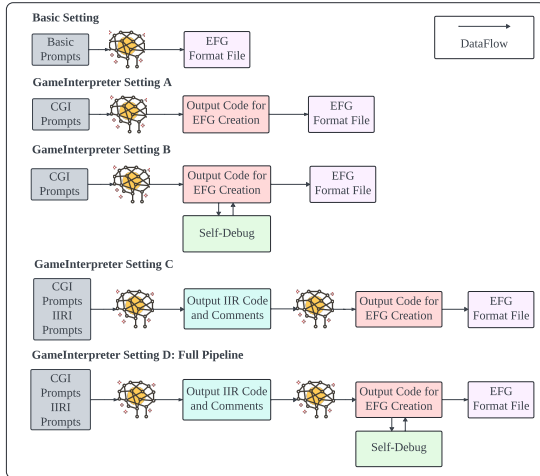 Basic Setting
Basic
Prompts
EFG
Format File
DataFlow
GameInterpreter Setting A
CGI
Prompts
Output Code for
EFG Creation
EFG
Format File
GameInterpreter Setting B
CGI
Prompts
Output Code for
EFG Creation
EFG
Format File
Self-Debug
GameInterpreter Setting C
CGI
Prompts
IIRI
Prompts
Output IIR Code
and Comments
Output Code for
EFG Creation
EFG
Format File
GameInterpreter Setting D: Full Pipeline
CGI
Prompts
IIRI
Prompts
Output IIR Code
and Comments
Output Code for
EFG Creation
EFG
Format File
Self-Debug